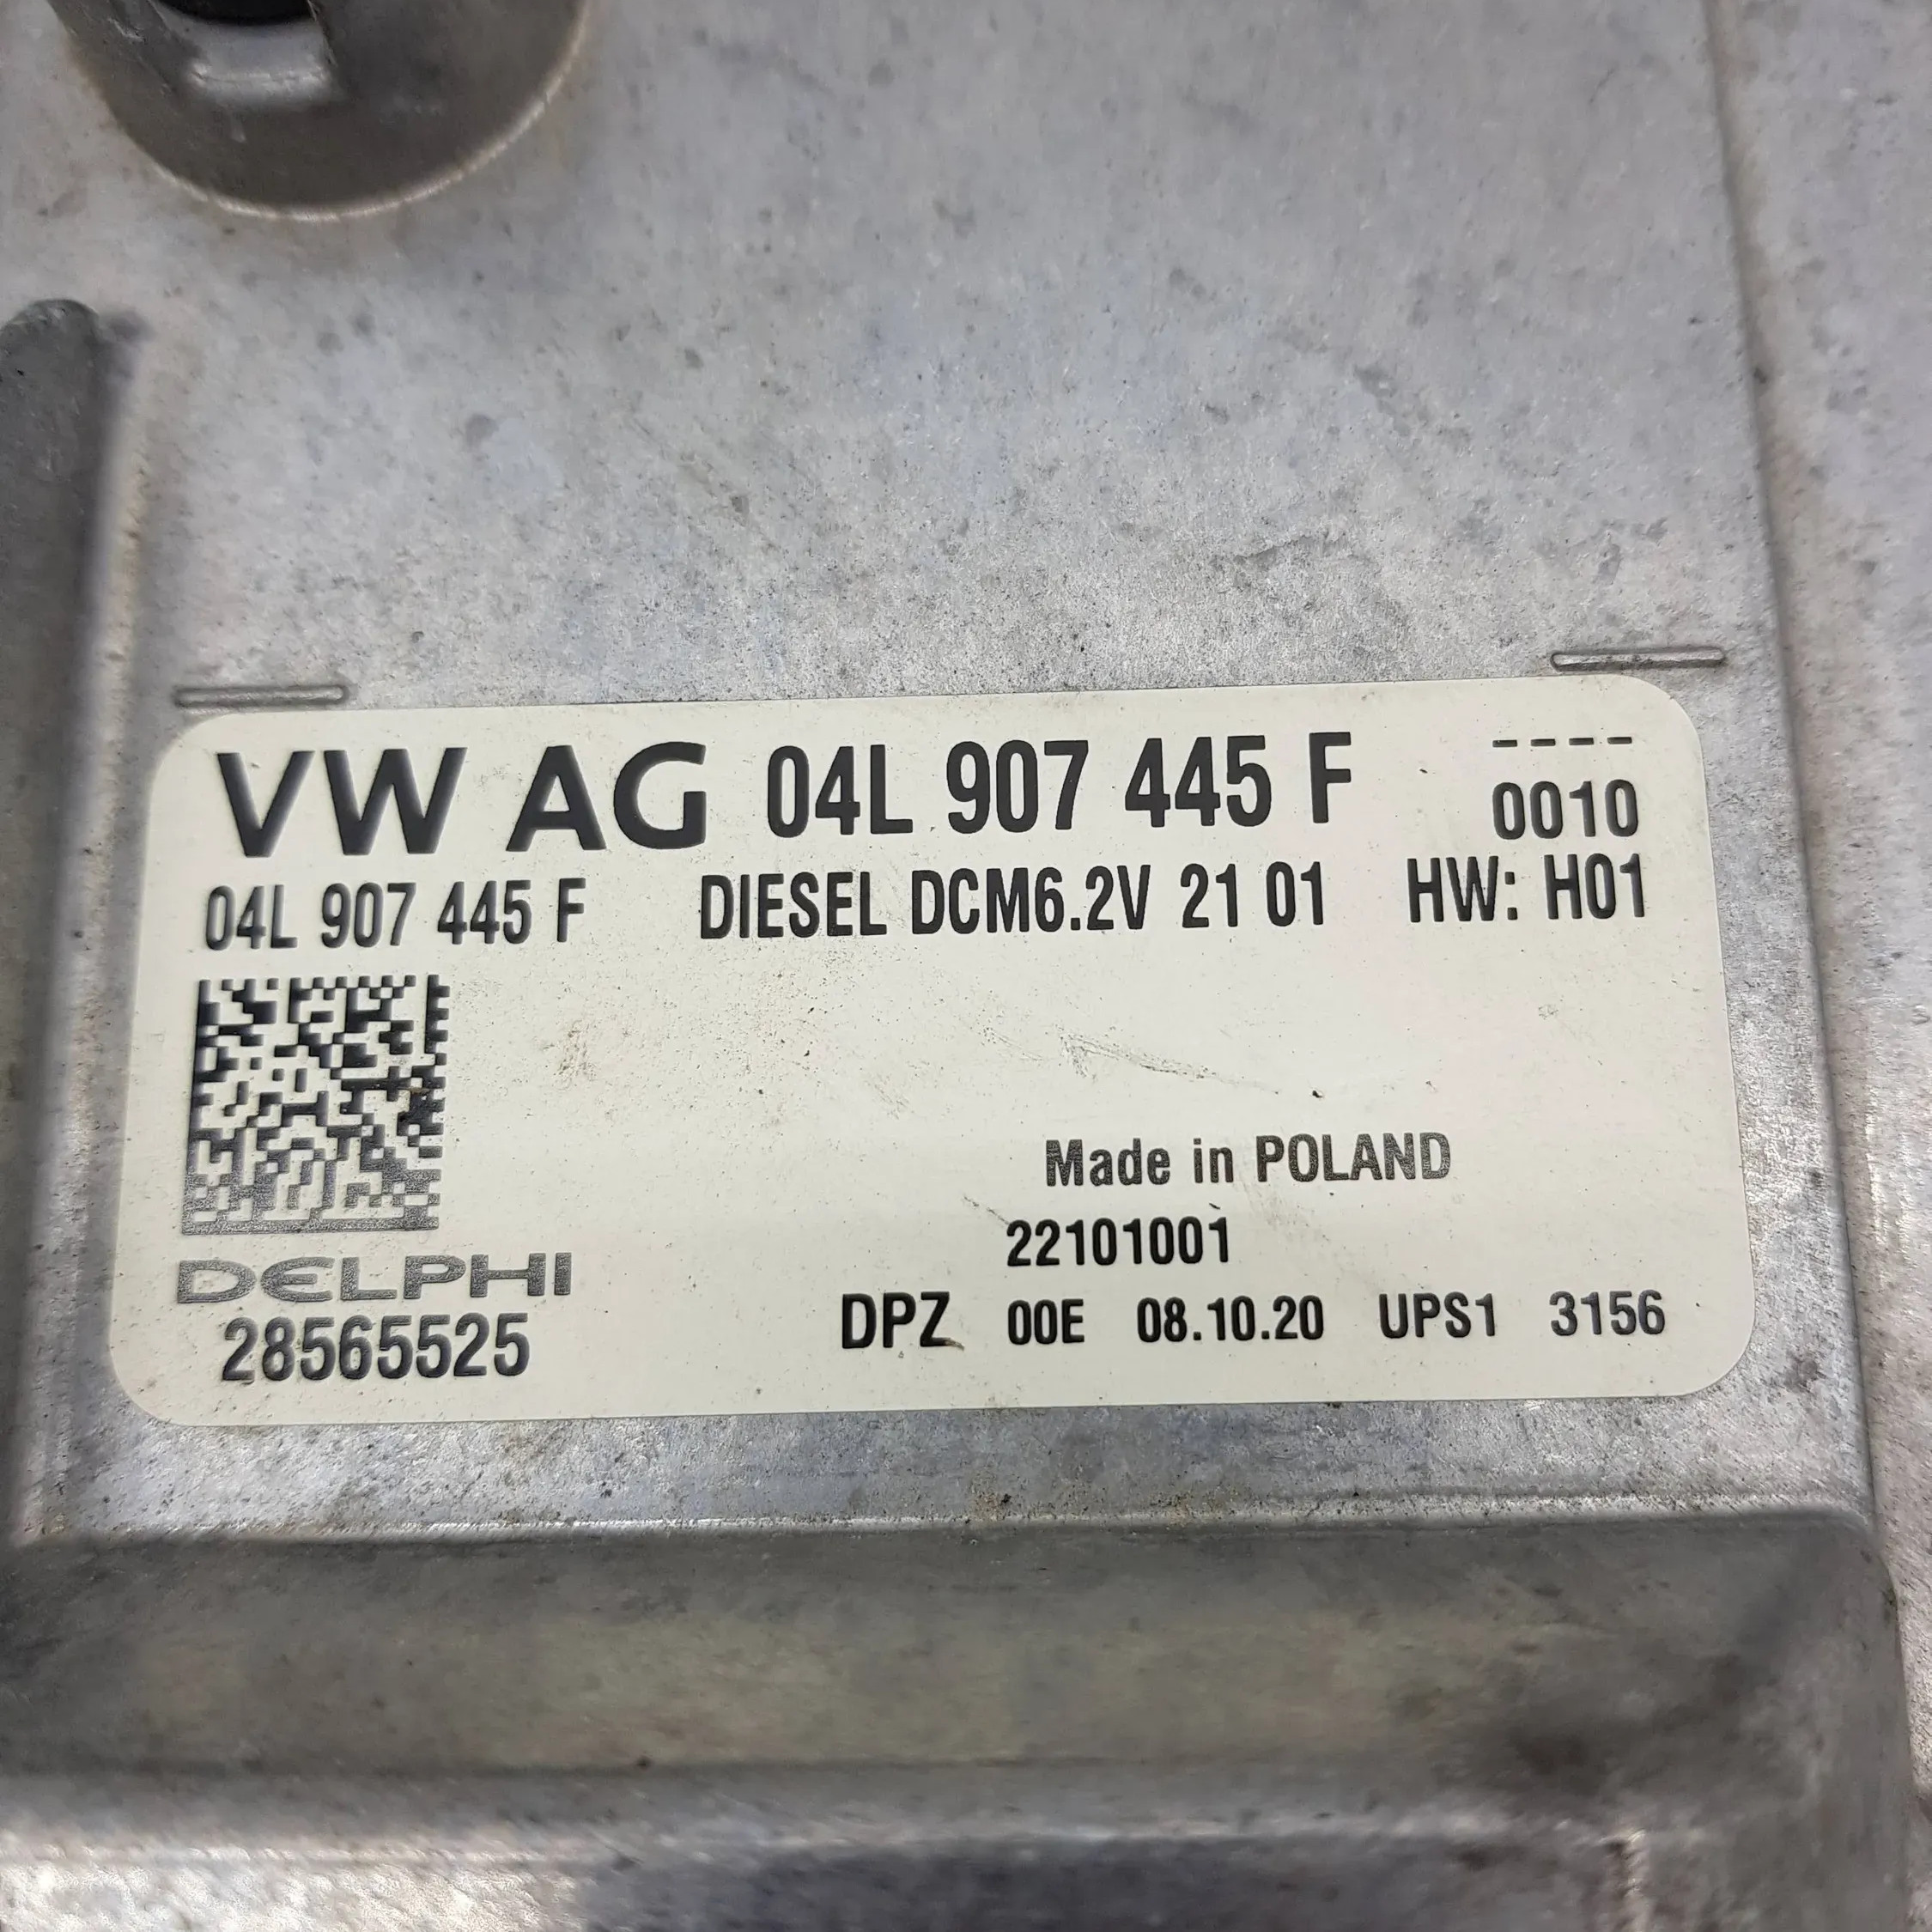 VW AG 04L 907 445 F ----
0010
04L 907 445 F DIESEL DCM6.2V 21 01 HW: H01
Made in POLAND
22101001
DELPHI
28565525
DPZ 00E 08.10.20 UPS1 3156